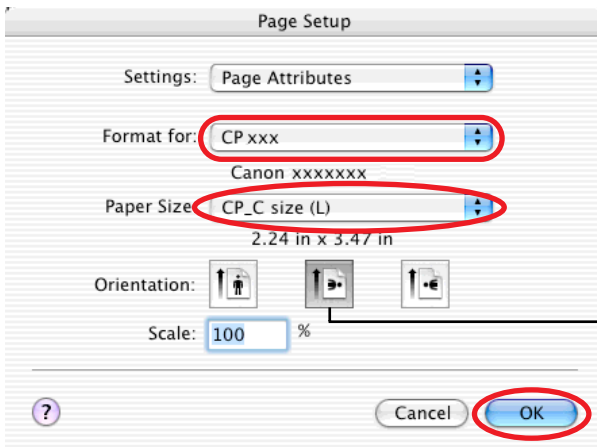 Page Setup
Settings: Page Attributes
Format for: CP xxx
Canon xxxxxxx
Paper Size CP_C size (L)
2.24 in x 3.47 in
Orientation:
Scale: 100 %
? Cancel OK